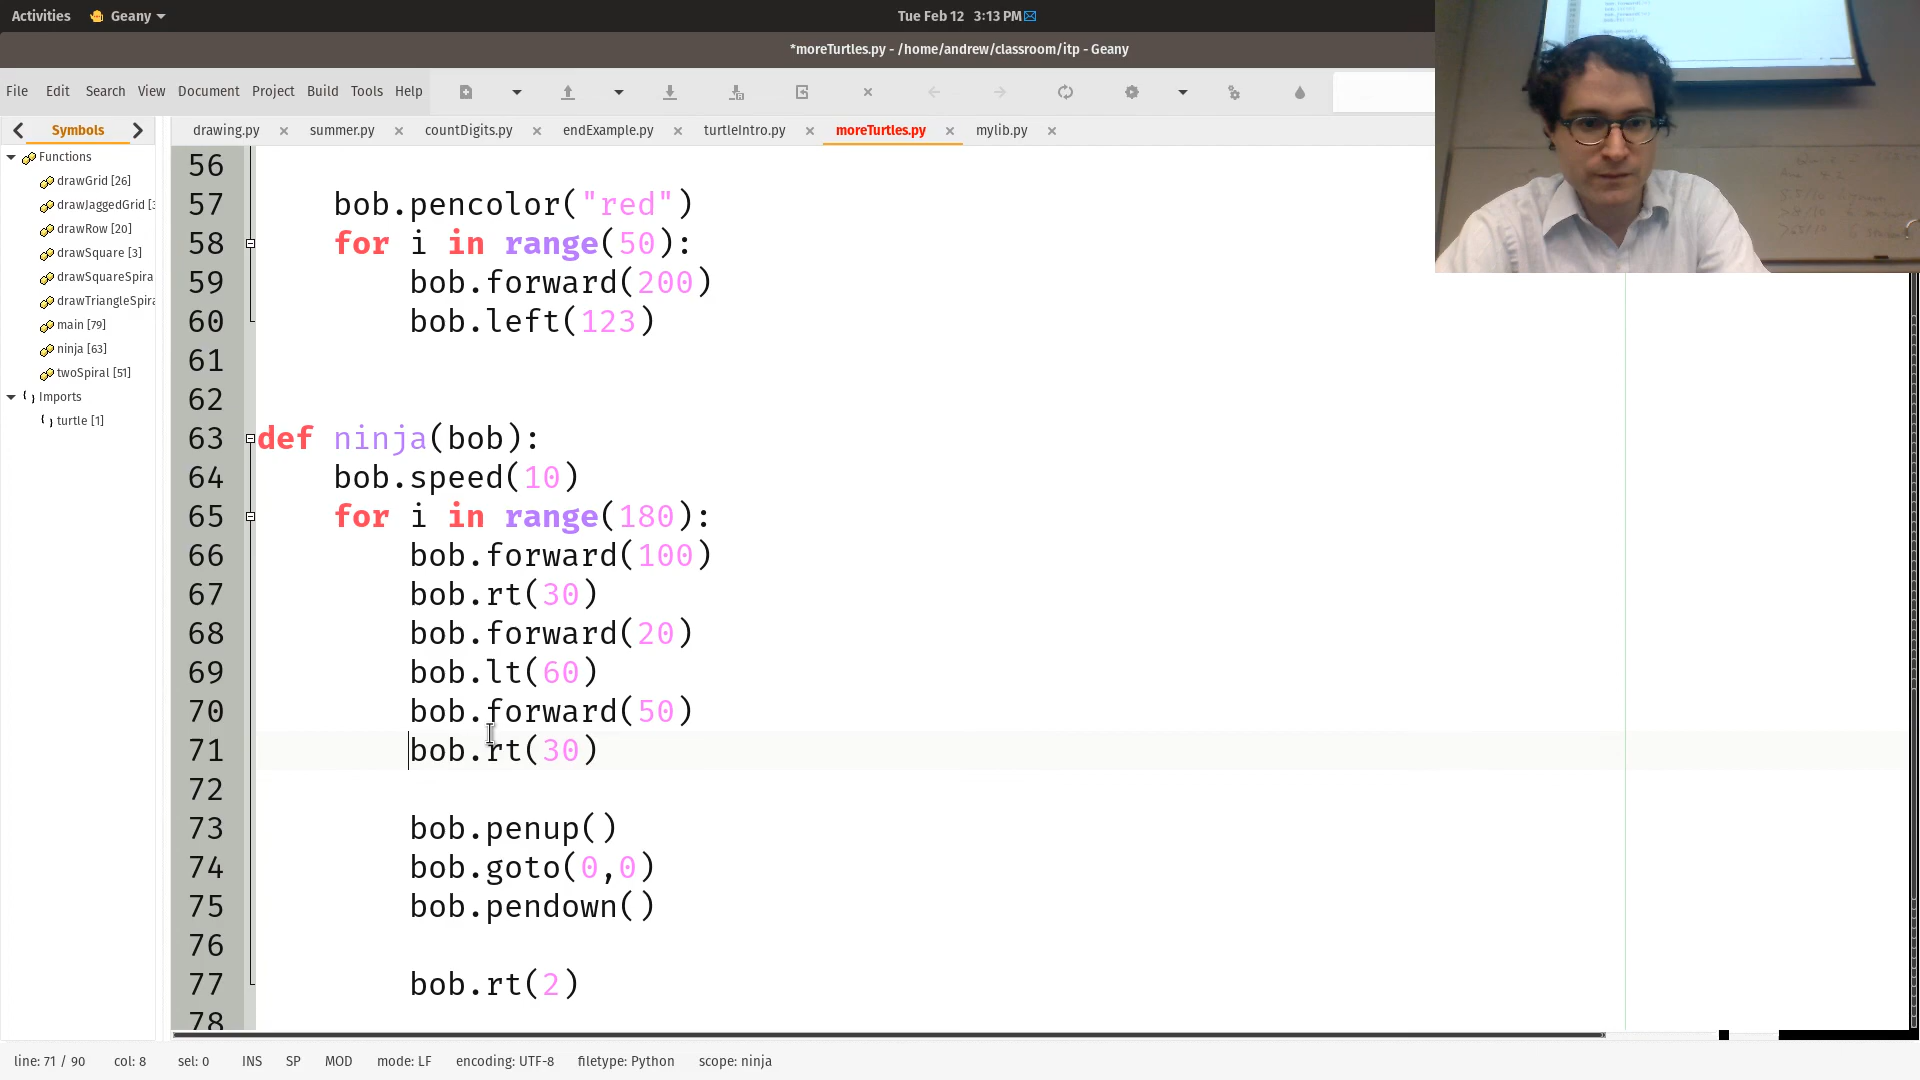 Activities Geany Tue Feb 12 3:13 PM
*moreTurtles.py - /home/andrew/classroom/itp - Geany
File Edit Search View Document Project Build Tools Help
Symbols drawing.py summer.py countDigits.py endExample.py turtleIntro.py moreTurtles.py mylib.py
Functions
drawGrid [26]
drawJaggedGrid [3
drawRow [20]
drawSquare [3]
drawSquareSpira
drawTriangleSpira
main [79]
ninja [63]
twoSpiral [51]
Imports
turtle [1]
56
57 bob.pencolor("red")
58 for i in range(50):
59 bob.forward(200)
60 bob.left(123)
61
62
63 def ninja(bob):
64 bob.speed(10)
65 for i in range(180):
66 bob.forward(100)
67 bob.rt(30)
68 bob.forward(20)
69 bob.lt(60)
70 bob.forward(50)
71 bob.rt(30)
72
73 bob.penup()
74 bob.goto(0,0)
75 bob.pendown()
76
77 bob.rt(2)
78
line: 71 / 90 col: 8 sel: 0 INS SP MOD mode: LF encoding: UTF-8 filetype: Python scope: ninja